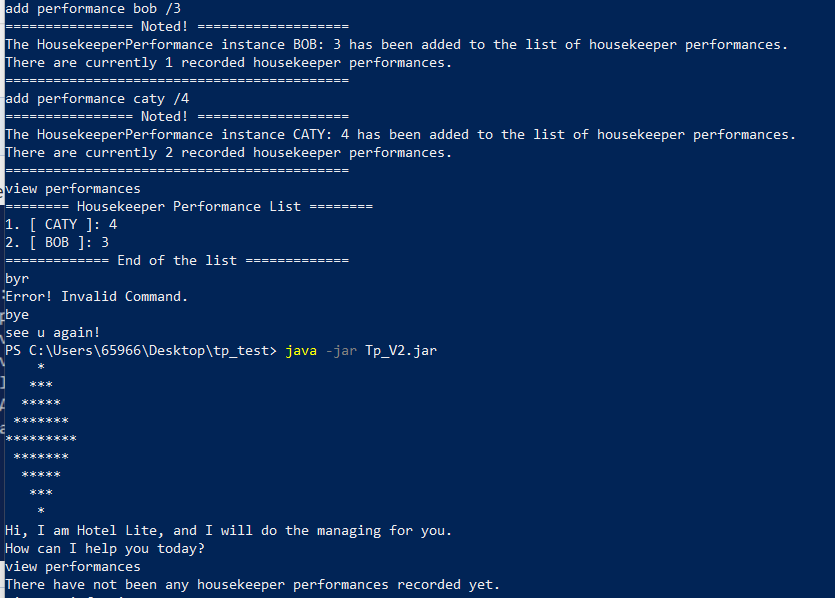 add performance bob /3
================ Noted! ===================
The HousekeeperPerformance instance BOB: 3 has been added to the list of housekeeper performances.
There are currently 1 recorded housekeeper performances.
===========================================
add performance caty /4
================ Noted! ===================
The HousekeeperPerformance instance CATY: 4 has been added to the list of housekeeper performances.
There are currently 2 recorded housekeeper performances.
===========================================
view performances
======== Housekeeper Performance List ========
1. [ CATY ]: 4
2. [ BOB ]: 3
============= End of the list =============
byr
Error! Invalid Command.
bye
see u again!
PS C:\Users\65966\Desktop\tp_test> java -jar Tp_V2.jar
    *
   ***
  *****
 *******
*********
 *******
  *****
   ***
    *
Hi, I am Hotel Lite, and I will do the managing for you.
How can I help you today?
view performances
There have not been any housekeeper performances recorded yet.